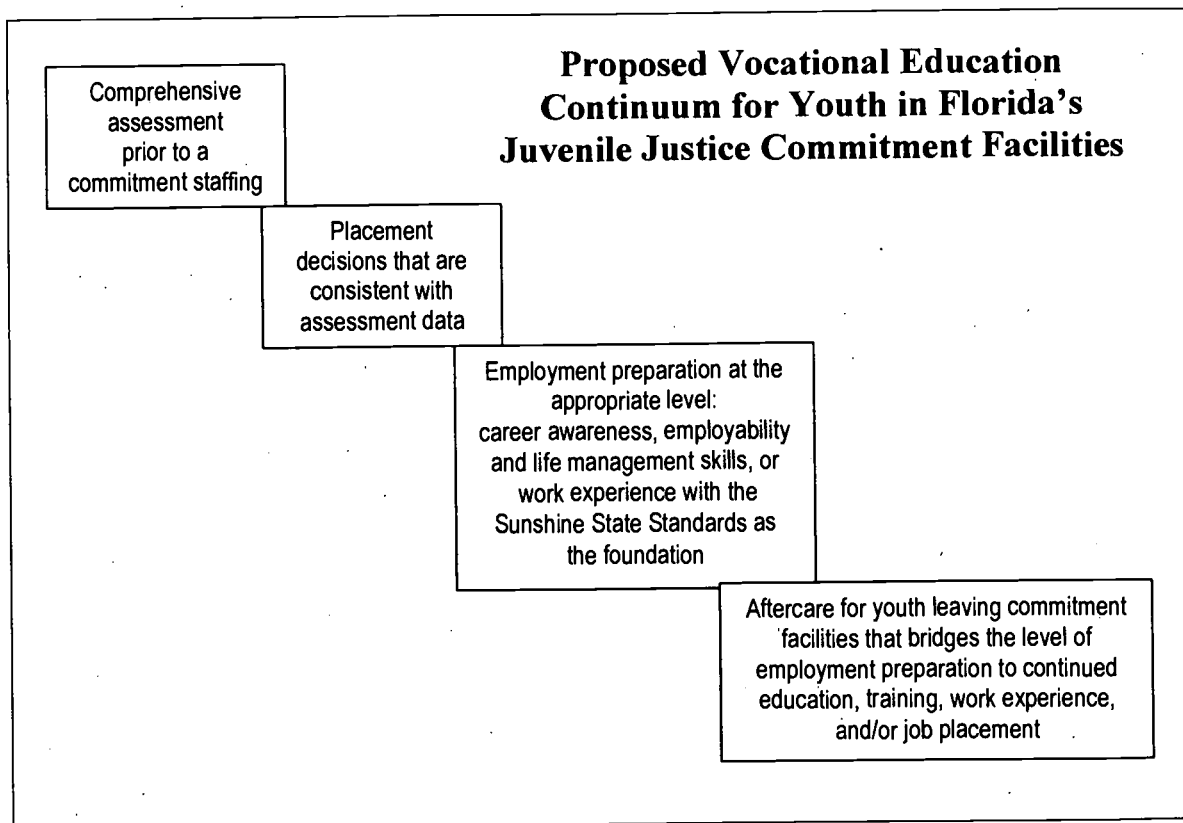 Proposed Vocational Education
Continuum for Youth in Florida's
Juvenile Justice Commitment Facilities
Comprehensive
assessment
prior to a
commitment staffing
Placement
decisions that are
consistent with
assessment data
Employment preparation at the
appropriate level:
career awareness, employability
and life management skills, or
work experience with the
Sunshine State Standards as
the foundation
Aftercare for youth leaving commitment
facilities that bridges the level of
employment preparation to continued
education, training, work experience,
and/or job placement